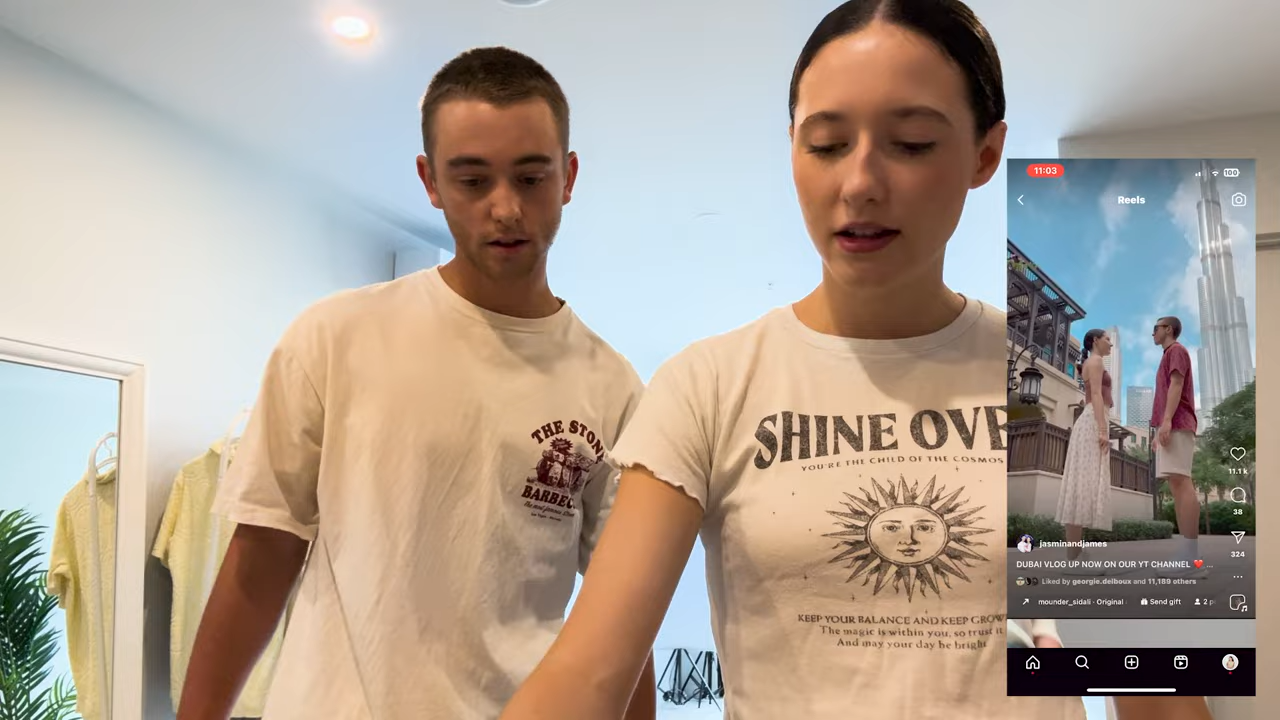 THE STON
BARBEC
SHINE OVE
YOU'RE THE CHILD OF THE COSMOS
KEEP YOUR BALANCE AND KEEP GROW
The magic is within you, so trust it
And may your day be bright
11:03
100
Reels
11.1k
38
324
jasminandjames
DUBAI VLOG UP NOW ON OUR YT CHANNEL ❤️ ...
Liked by georgie.delboux and 11,189 others
mounder_sidali · Original · Send gift 2 p